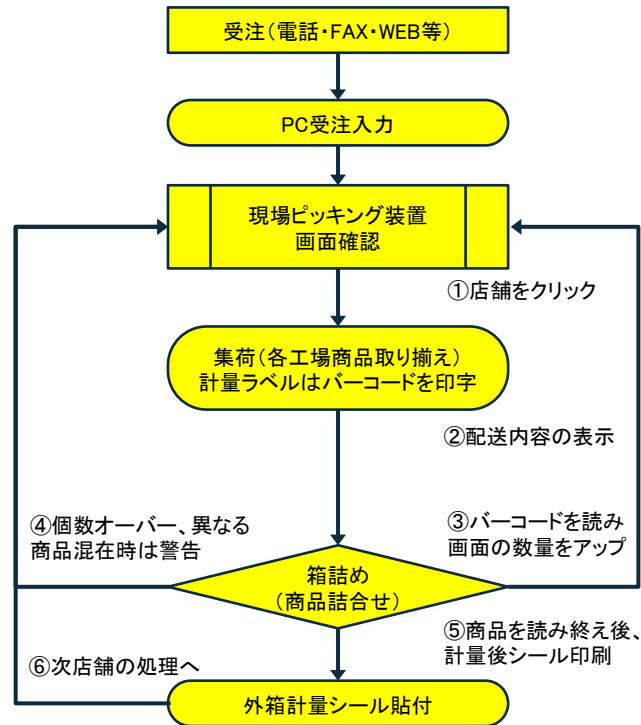 受注（電話・FAX・WEB等）
PC受注入力
現場ピッキング装置
画面確認
①店舗をクリック
集荷（各工場商品取り揃え）
計量ラベルはバーコードを印字
②配送内容の表示
④個数オーバー、異なる
商品混在時は警告
③バーコードを読み
画面の数量をアップ
箱詰め
（商品詰合せ）
⑤商品を読み終え後、
計量後シール印刷
⑥次店舗の処理へ
外箱計量シール貼付